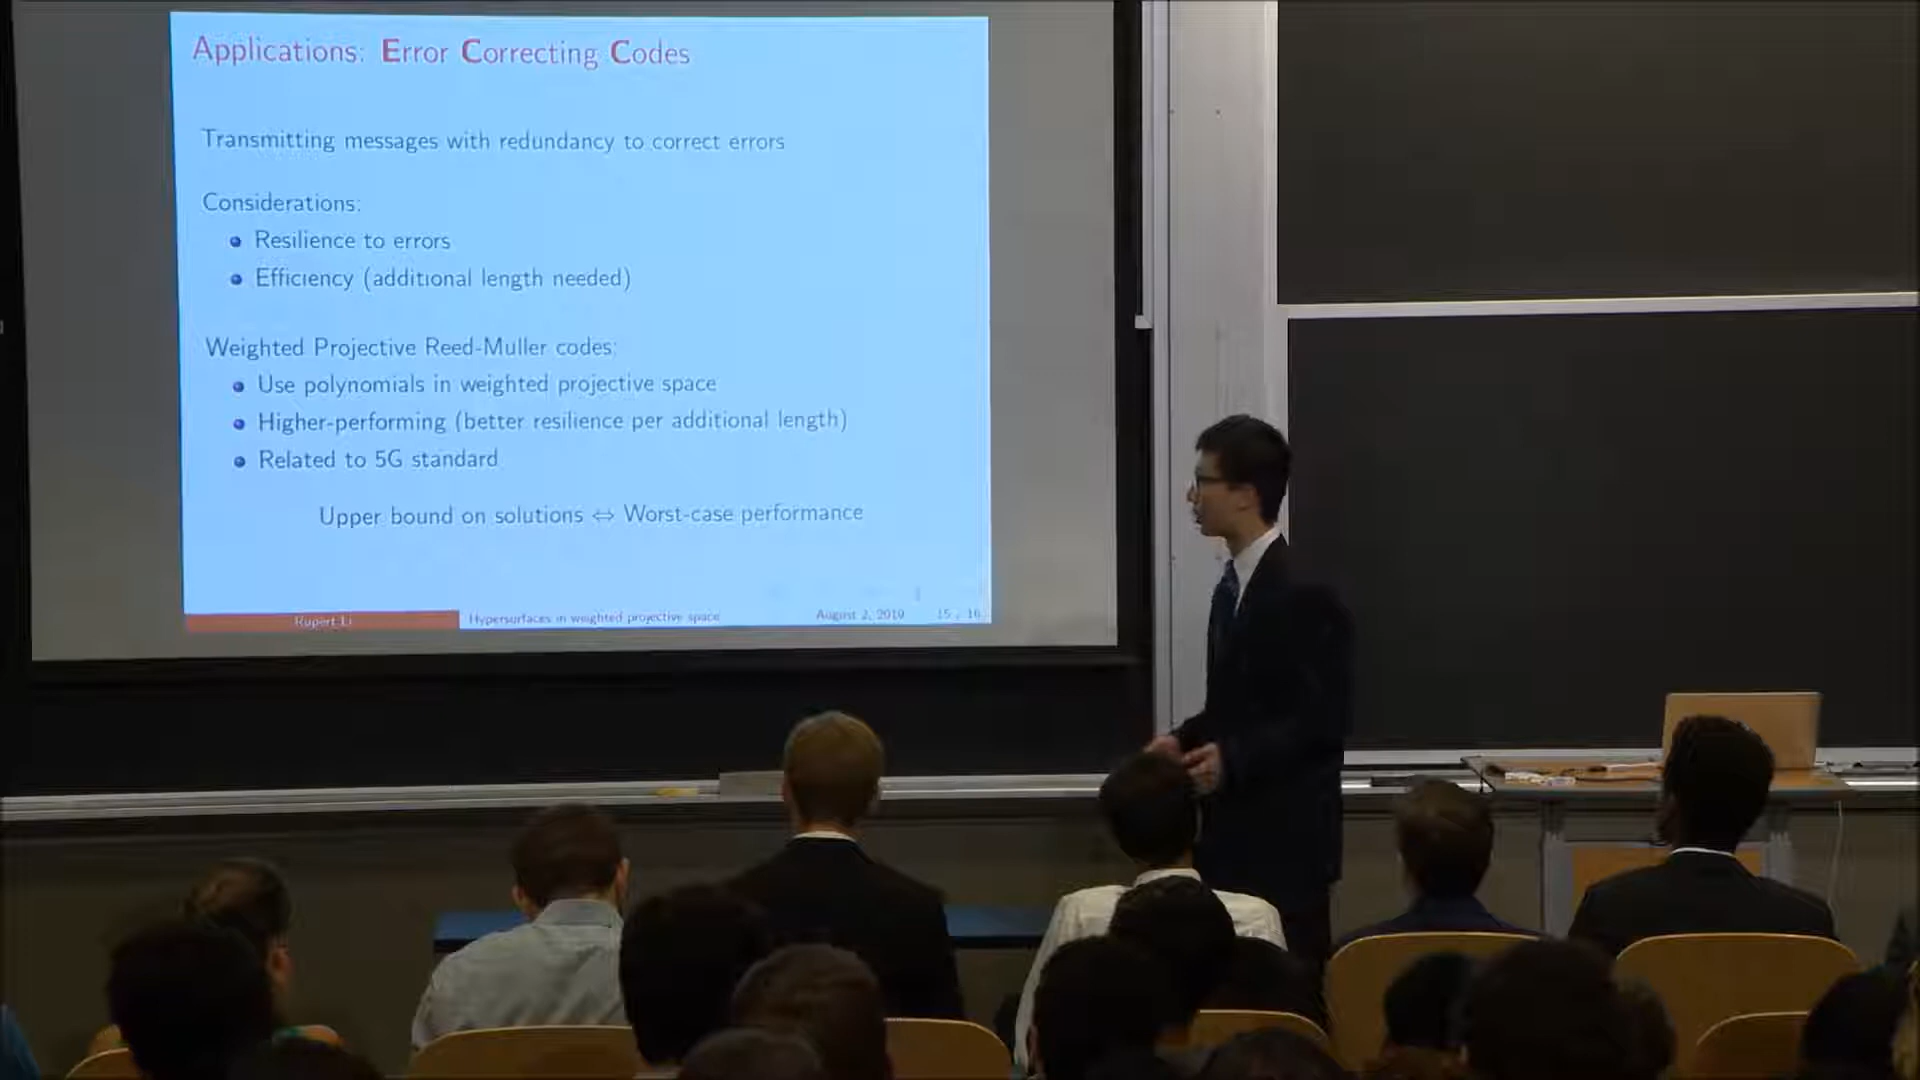 Applications: Error Correcting Codes
Transmitting messages with redundancy to correct errors
Considerations:
Resilience to errors
Efficiency (additional length needed)
Weighted Projective Reed-Muller codes:
Use polynomials in weighted projective space
Higher-performing (better resilience per additional length)
Related to 5G standard
Upper bound on solutions ⇔ Worst-case performance
Rupert Li Hypersurfaces in weighted projective space August 2, 2019 15 / 16